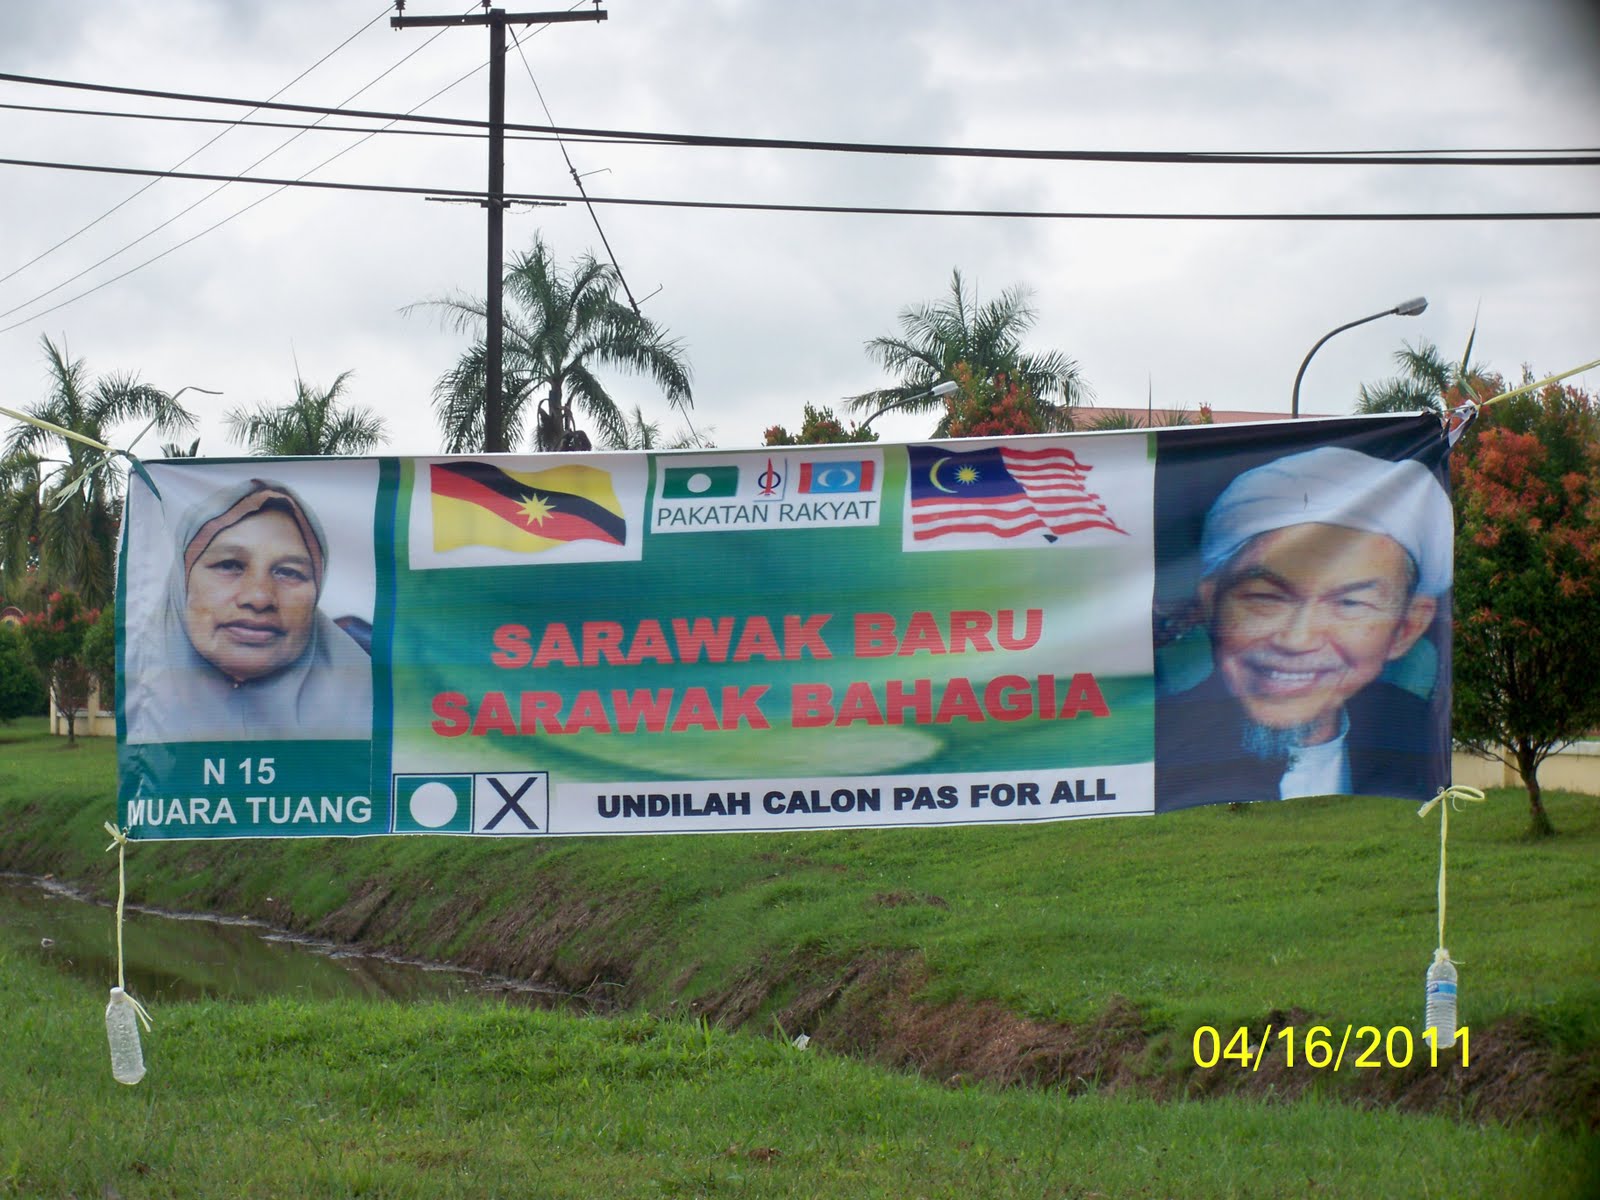 PAKATAN RAKYAT
SARAWAK BARU
SARAWAK BAHAGIA
N 15
MUARA TUANG
X
UNDILAH CALON PAS FOR ALL
04/16/2011